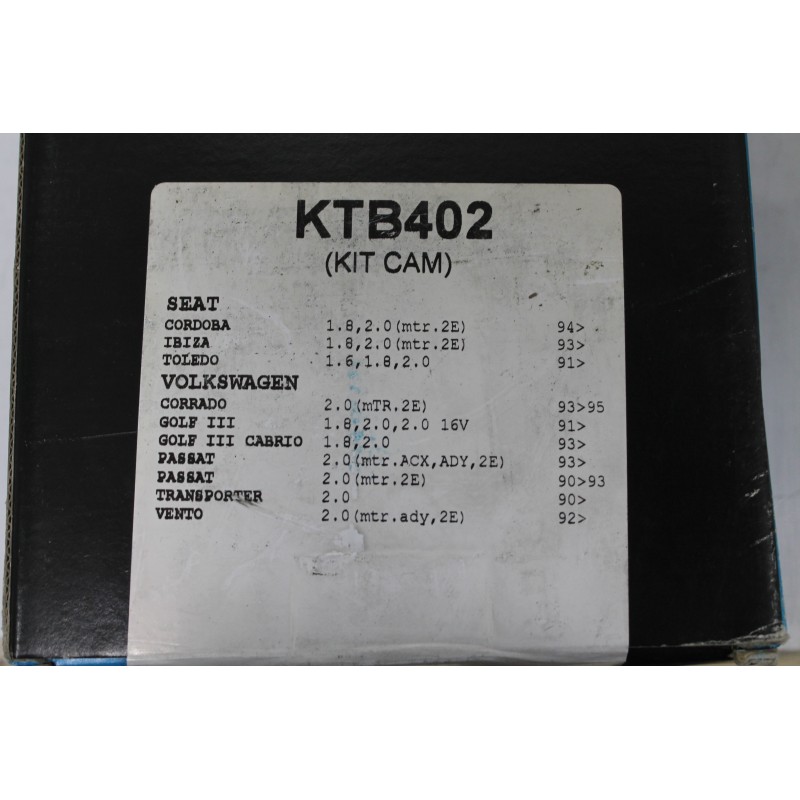 KTB402
(KIT CAM)
SEAT
CORDOBA 1.8,2.0(mtr.2E) 94>
IBIZA 1.8,2.0(mtr.2E) 93>
TOLEDO 1.6,1.8,2.0 91>
VOLKSWAGEN
CORRADO 2.0(mTR.2E) 93>95
GOLF III 1.8,2.0,2.0 16V 91>
GOLF III CABRIO 1.8,2.0 93>
PASSAT 2.0(mtr.ACX,ADY,2E) 93>
PASSAT 2.0(mtr.2E) 90>93
TRANSPORTER 2.0 90>
VENTO 2.0(mtr.ady,2E) 92>